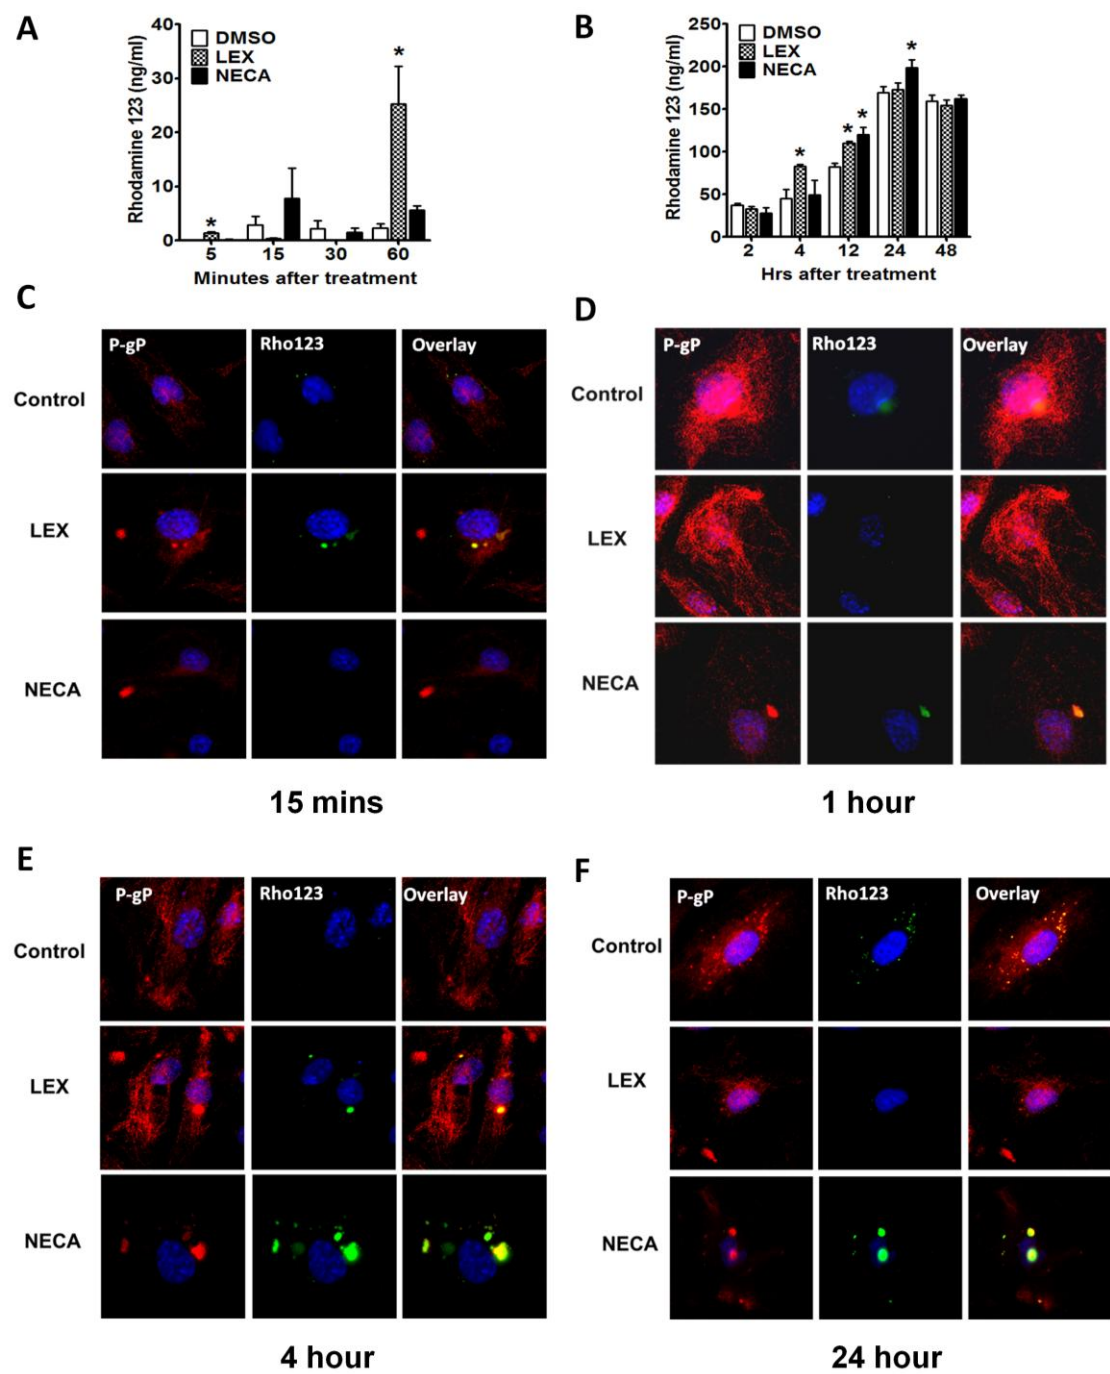 A
Rhodamine 123 (ng/ml)
40
30
20
10
0
DMSO
LEX
NECA
*
*
5 15 30 60
Minutes after treatment
B
Rhodamine 123 (ng/ml)
250
200
150
100
50
0
DMSO
LEX
NECA
*
*
*
*
2 4 12 24 48
Hrs after treatment
C
P-gP Rho123 Overlay
Control
LEX
NECA
15 mins
D
P-gP Rho123 Overlay
Control
LEX
NECA
1 hour
E
P-gP Rho123 Overlay
Control
LEX
NECA
4 hour
F
P-gP Rho123 Overlay
Control
LEX
NECA
24 hour